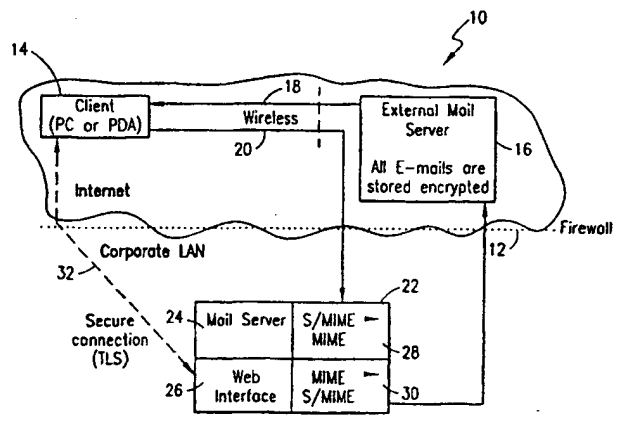 10
14
Client
(PC or PDA)
18
Wireless
20
External Mail
Server
All E-mails are
stored encrypted
16
Internet
Firewall
12
Corporate LAN
32
22
Secure
connection
(TLS)
24
Mail Server
S/MIME
MIME
28
26
Web
Interface
MIME
S/MIME
30